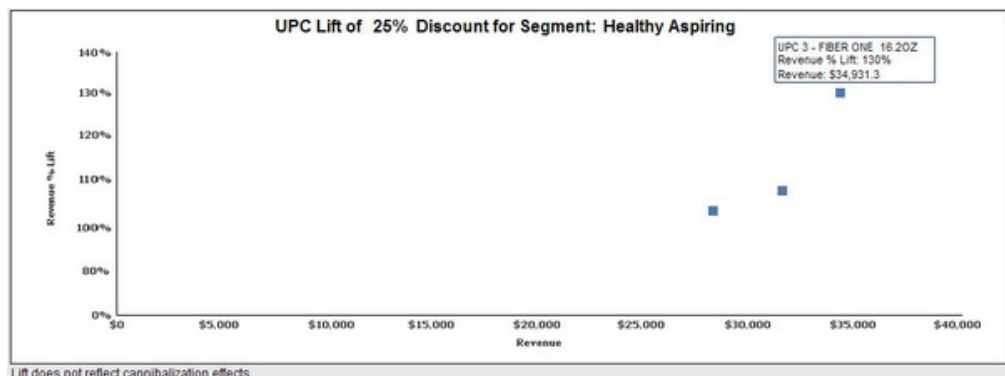 UPC Lift of 25% Discount for Segment: Healthy Aspiring
UPC 3 - FIBER ONE 16.2OZ
Revenue % Lift: 130%
Revenue: $34,931.3
Revenue % Lift
140%
130%
120%
110%
100%
80%
0%
$0 $5,000 $10,000 $15,000 $20,000 $25,000 $30,000 $35,000 $40,000
Revenue
Lift does not reflect cannibalization effects